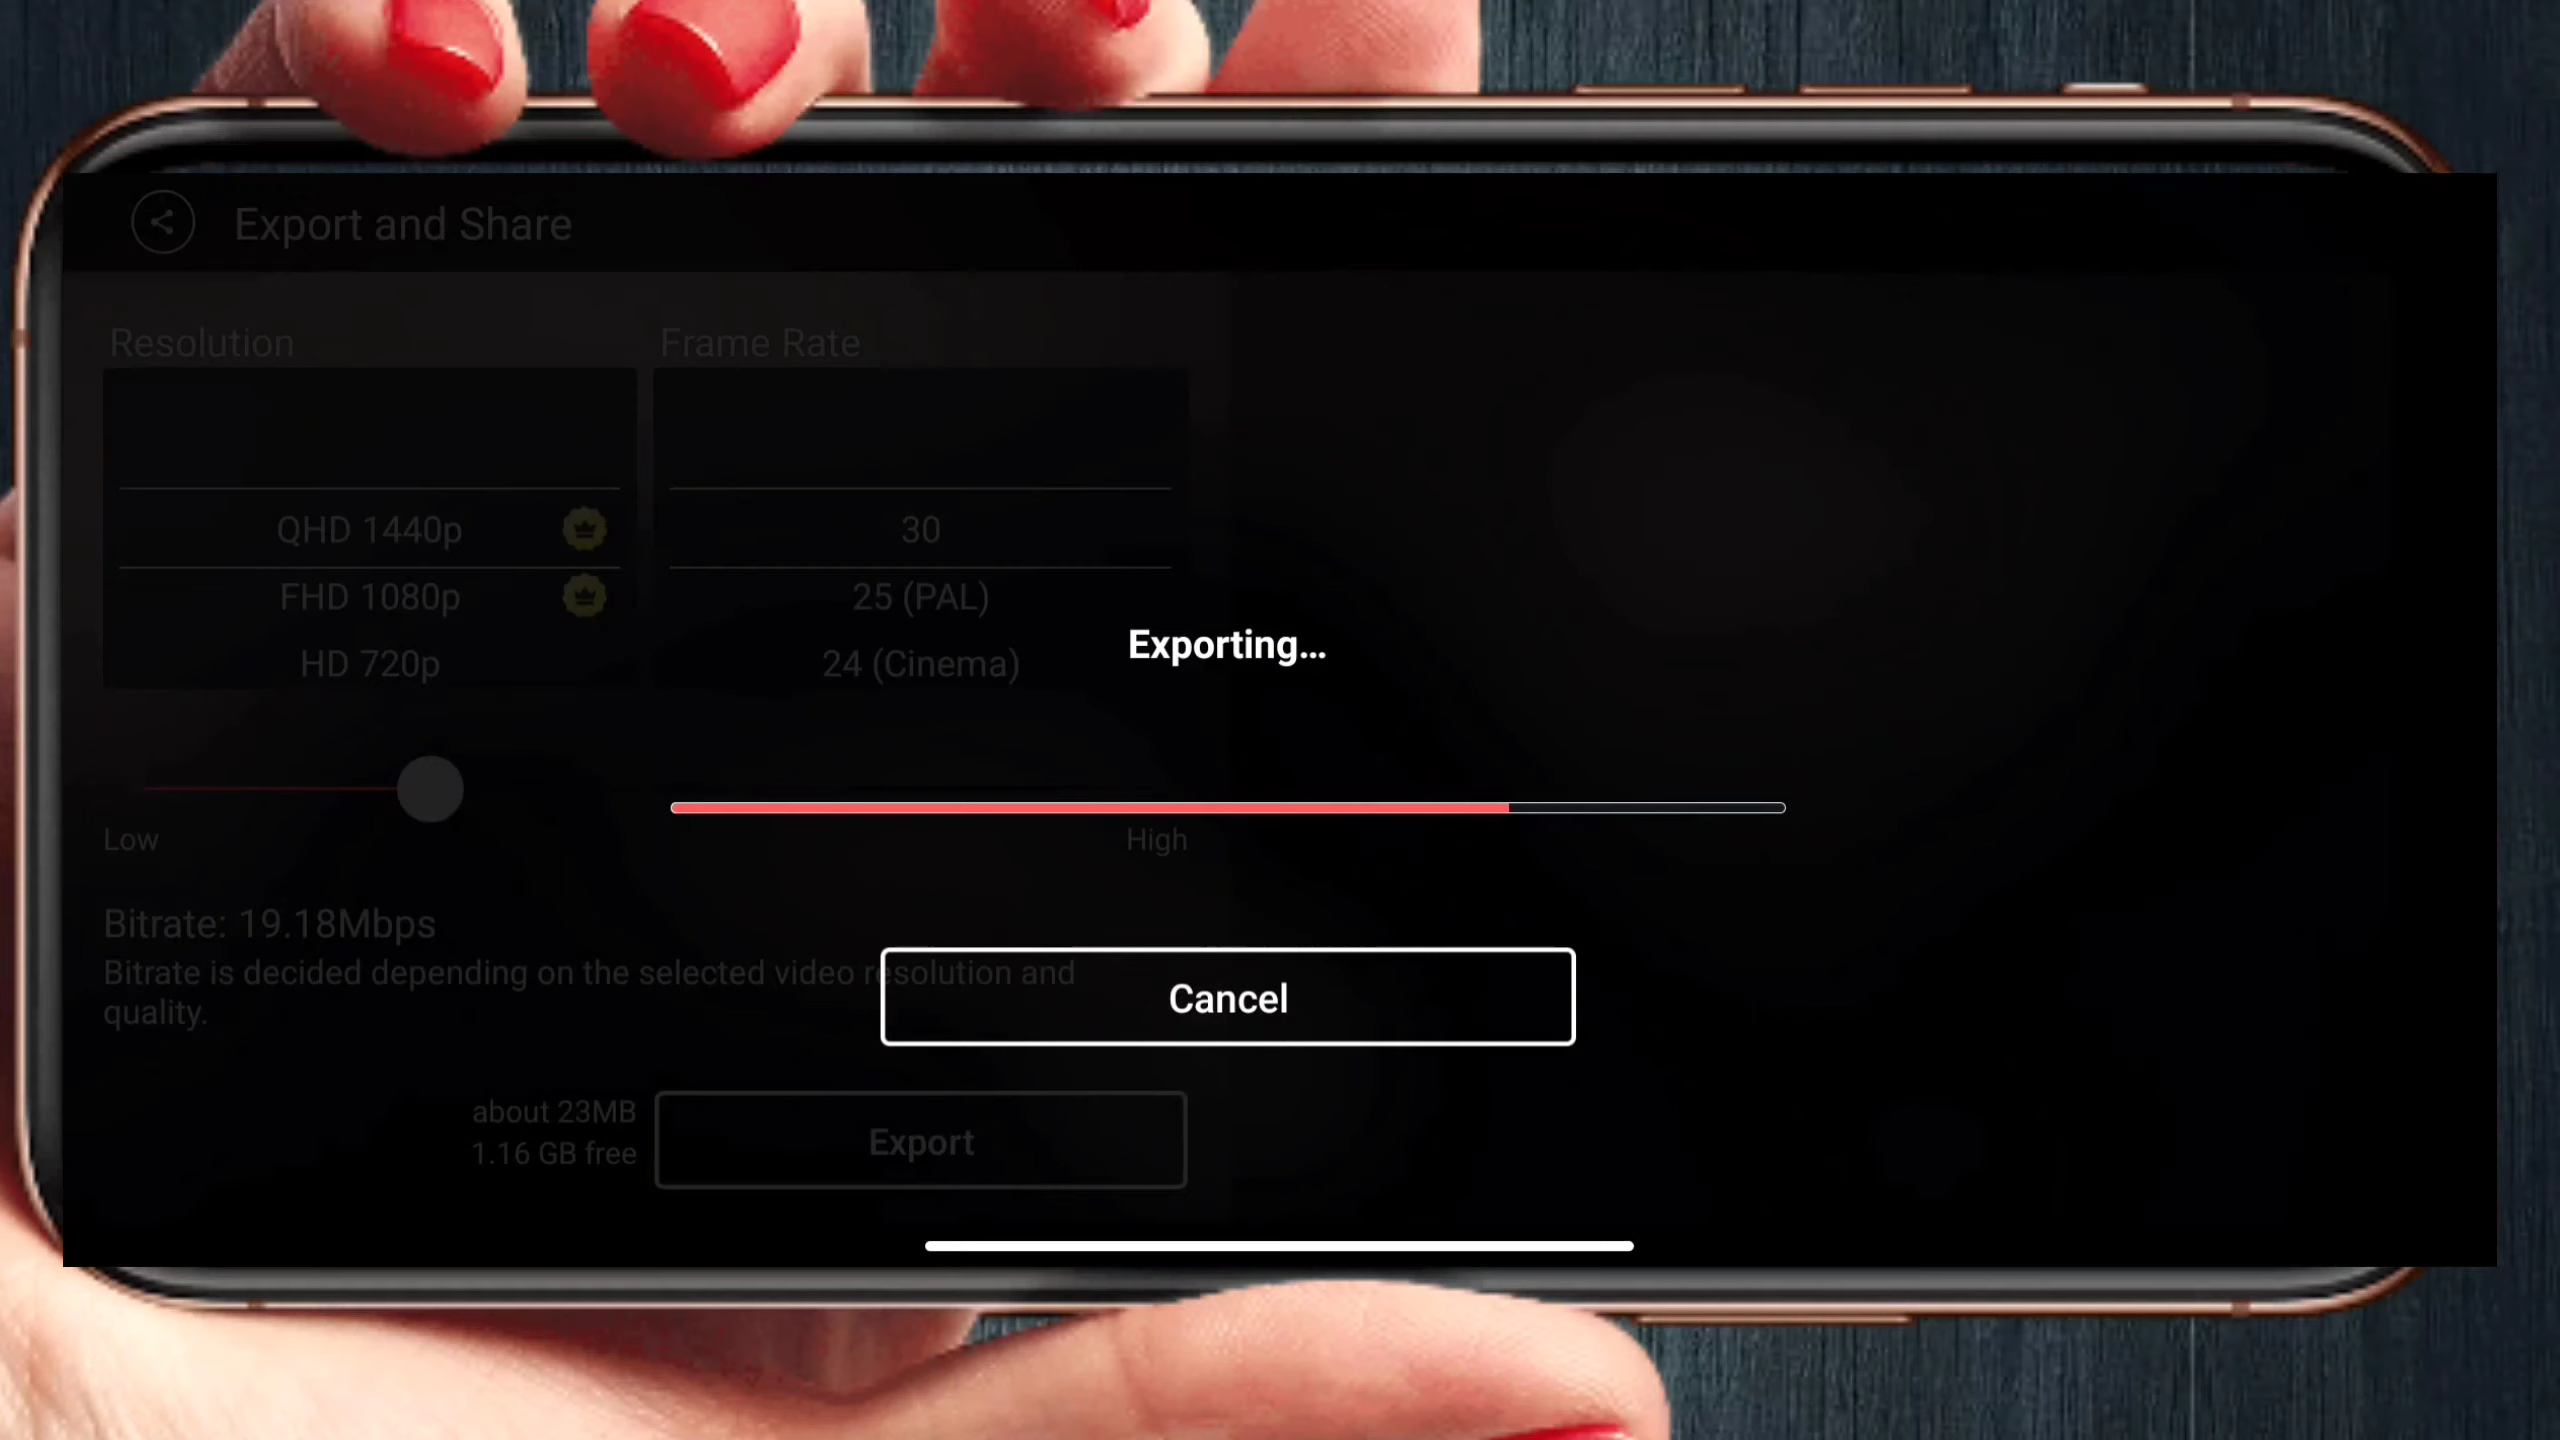 Export and Share
Resolution
Frame Rate
QHD 1440p
30
FHD 1080p
25 (PAL)
HD 720p
24 (Cinema)
Exporting...
Low
High
Bitrate: 19.18Mbps
Bitrate is decided depending on the selected video resolution and
quality.
Cancel
about 23MB
1.16 GB free
Export